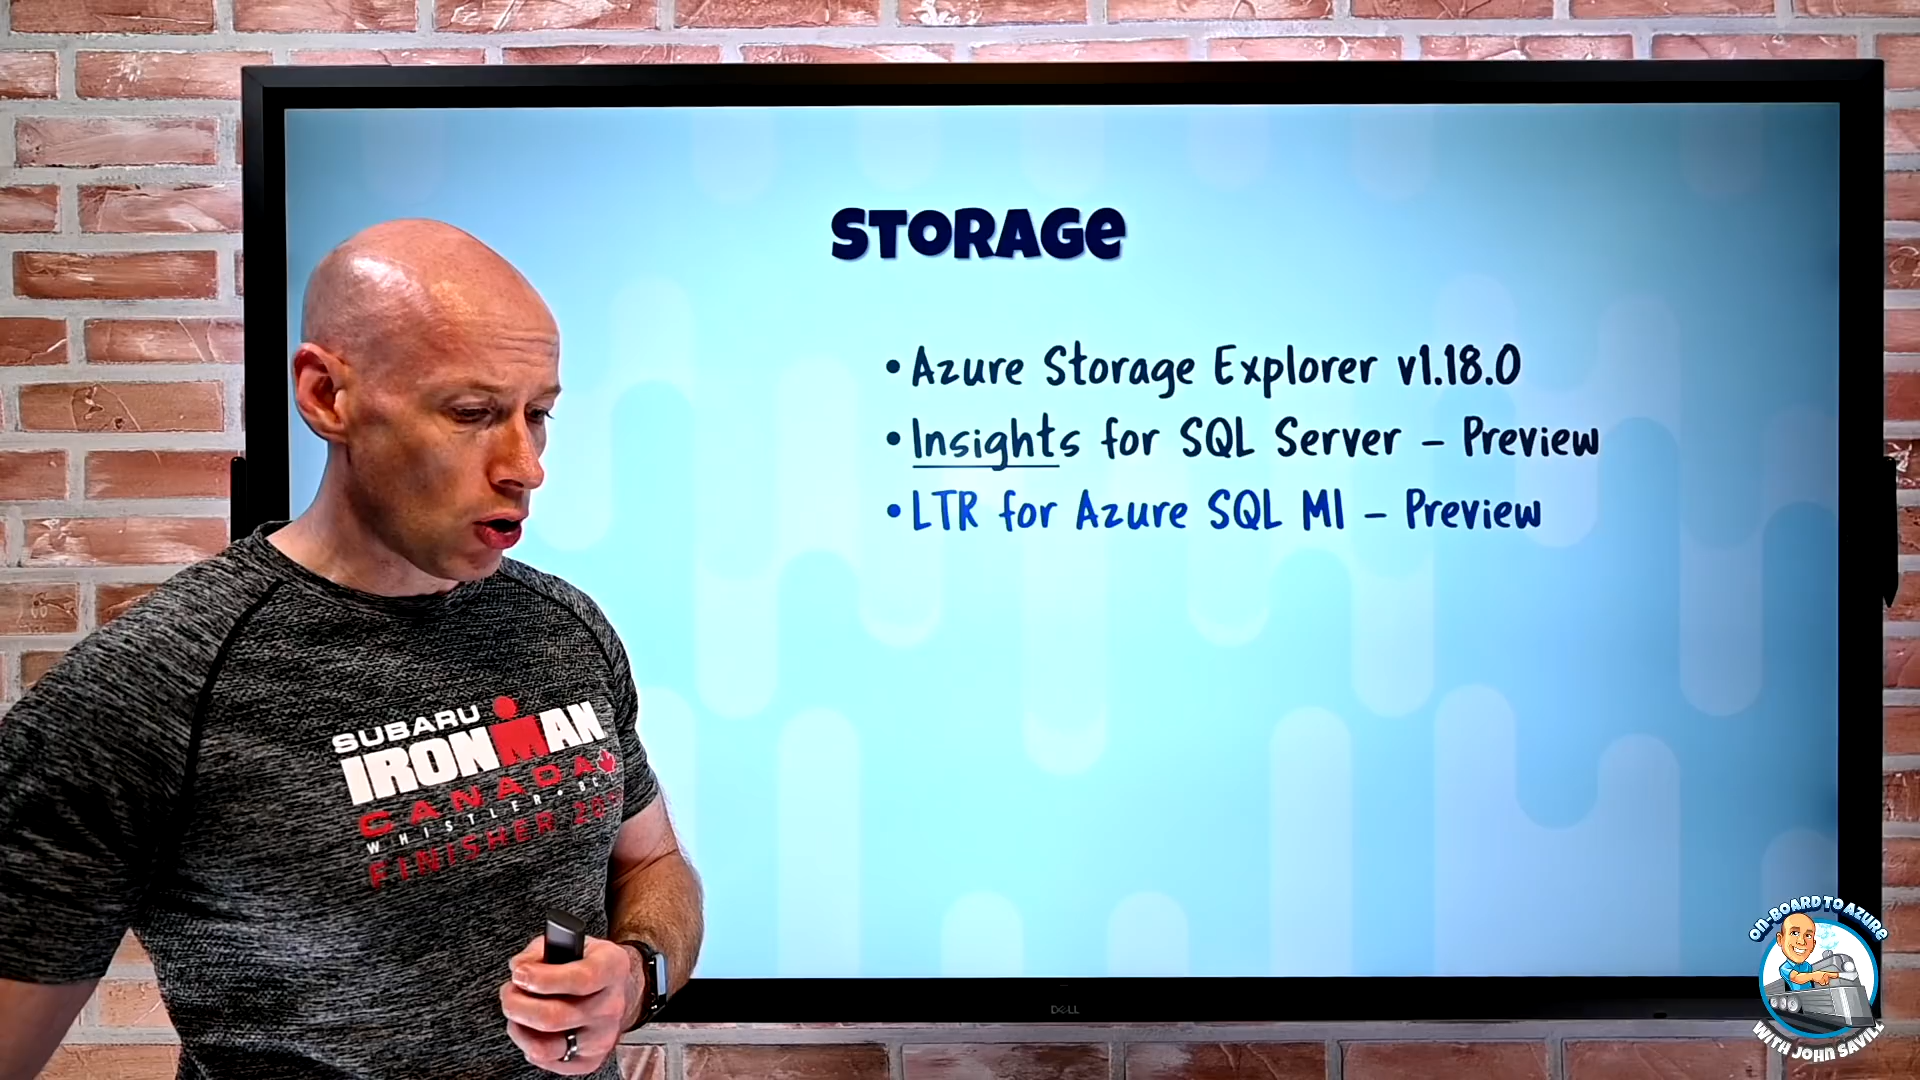 STORAGe
•Azure Storage Explorer v1.18.0
•Insights for SQL Server – Preview
•LTR for Azure SQL MI – Preview
SUBARU
IRONMAN
CANADA
WHISTLER
FINISHER
DELL
ON-BOARD TO AZURe
WITH JOHN SAVILL